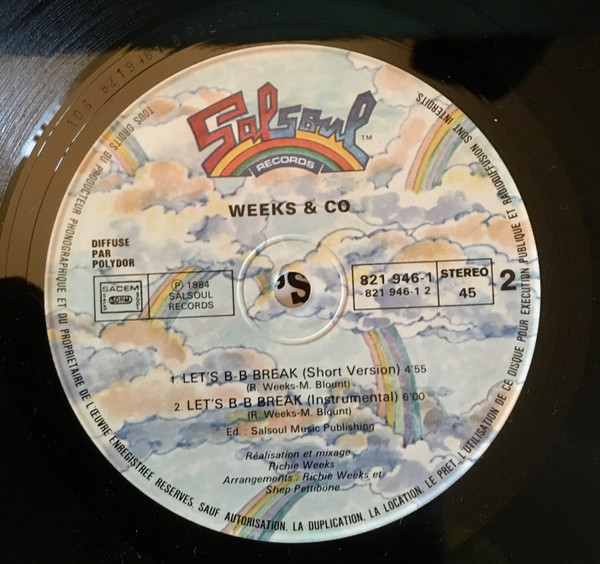 Salsoul
TM
RECORDS
WEEKS & CO
DIFFUSE
PAR
POLYDOR
SACEM
SDRM
Ⓟ 1984
SALSOUL
RECORDS
'S
821 946-1
821 946-1 2
STEREO
45
2
1. LET'S B-B BREAK (Short Version) 4'55
(R. Weeks-M. Blount)
2. LET'S B-B BREAK (Instrumental) 6'00
(R. Weeks-M. Blount)
Ed. : Salsoul Music Publishing
Réalisation et mixage
Richie Weeks
Arrangements : Richie Weeks et
Shep Pettibone
TOUS DROITS DU PRODUCTEUR PHONOGRAPHIQUE ET DU PROPRIETAIRE DE L'ŒUVRE ENREGISTREE RESERVES, SAUF AUTORISATION, LA DUPLICATION, LA LOCATION, LE PRET, L'UTILISATION DE CE DISQUE POUR EXECUTION PUBLIQUE ET RADIODIFFUSION SONT INTERDITS.